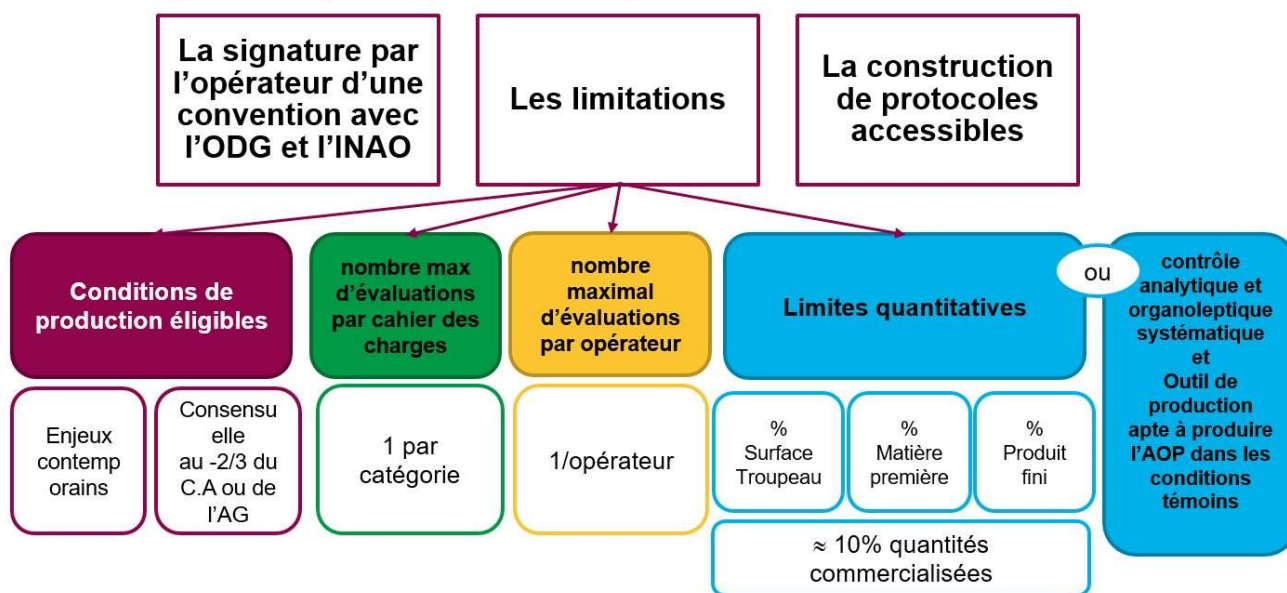 La signature par
l'opérateur d'une
convention avec
l'ODG et l'INAO
Les limitations
La construction
de protocoles
accessibles
Conditions de
production éligibles
nombre max
d'évaluations
par cahier des
charges
nombre
maximal
d'évaluations
par opérateur
Limites quantitatives
ou
contrôle
analytique et
organoleptique
systématique
et
Outil de
production
apte à produire
l'AOP dans les
conditions
témoins
Enjeux
contemp
orains
Consensu
elle
au -2/3 du
C.A ou de
l'AG
1 par
catégorie
1/opérateur
%
Surface
Troupeau
%
Matière
première
%
Produit
fini
≈ 10% quantités
commercialisées